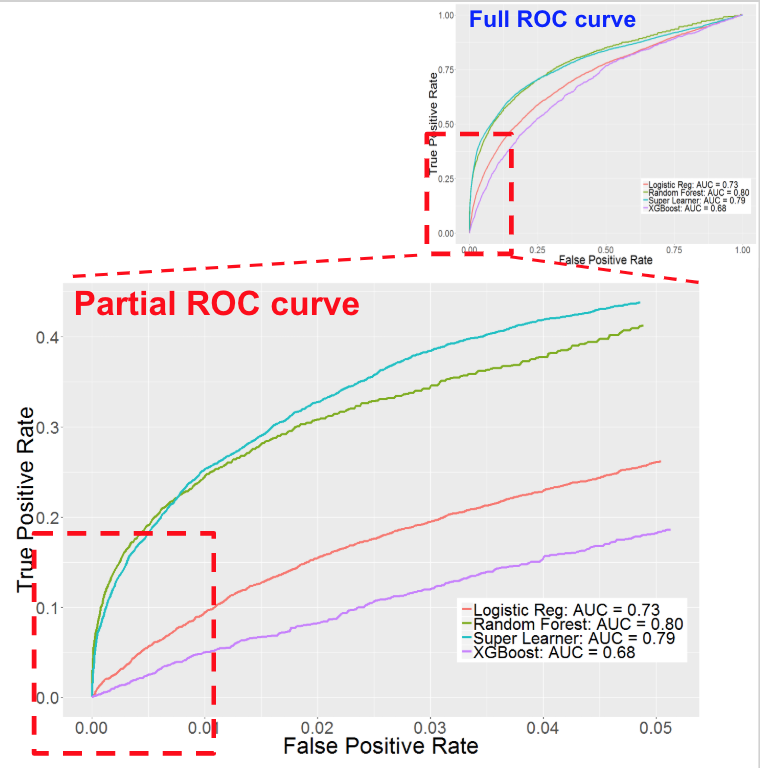 Full ROC curve
1.00
0.75
0.50
0.25
0.00
True Positive Rate
Logistic Reg: AUC = 0.73
Random Forest: AUC = 0.80
Super Learner: AUC = 0.79
XGBoost: AUC = 0.68
0.00 0.25 0.50 0.75 1.00
False Positive Rate
Partial ROC curve
0.4
0.3
0.2
0.1
0.0
True Positive Rate
Logistic Reg: AUC = 0.73
Random Forest: AUC = 0.80
Super Learner: AUC = 0.79
XGBoost: AUC = 0.68
0.00 0.01 0.02 0.03 0.04 0.05
False Positive Rate